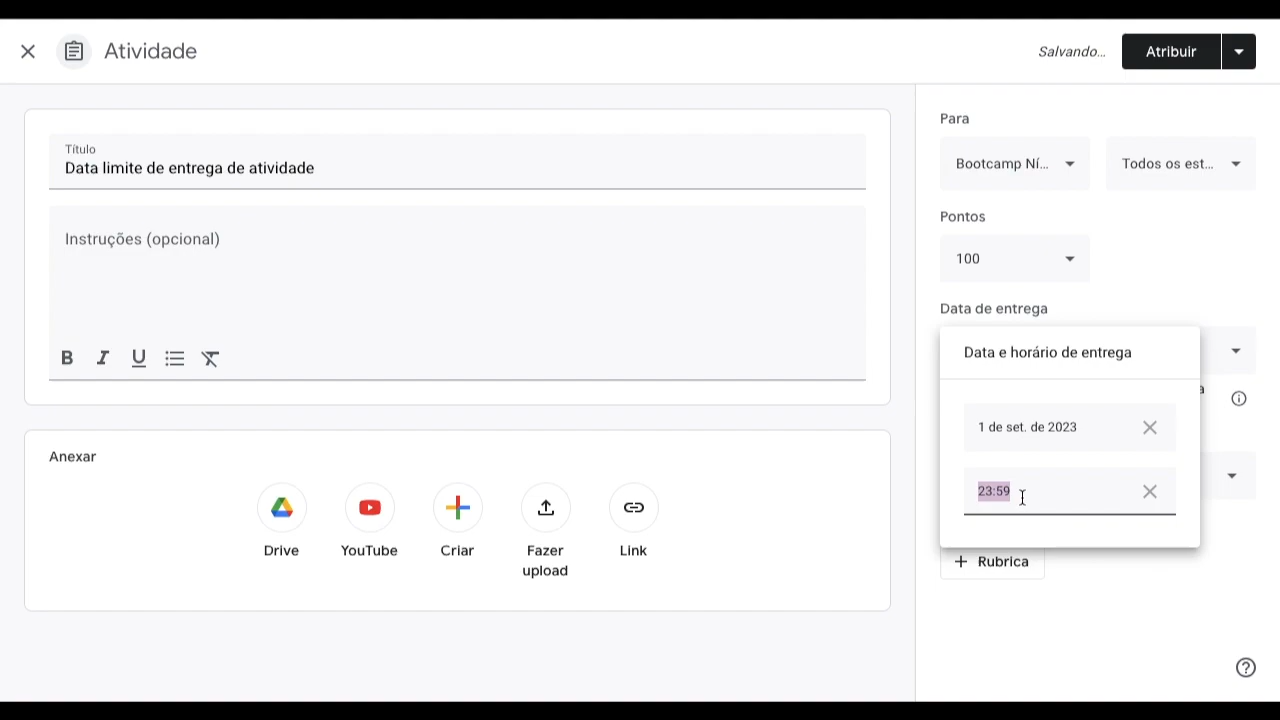 Atividade
Salvando...
Atribuir
Título
Data limite de entrega de atividade
Instruções (opcional)
B I U
Anexar
Drive
YouTube
Criar
Fazer
upload
Link
Para
Bootcamp Ní...
Todos os est...
Pontos
100
Data de entrega
Data e horário de entrega
a
1 de set. de 2023
23:59
+ Rubrica